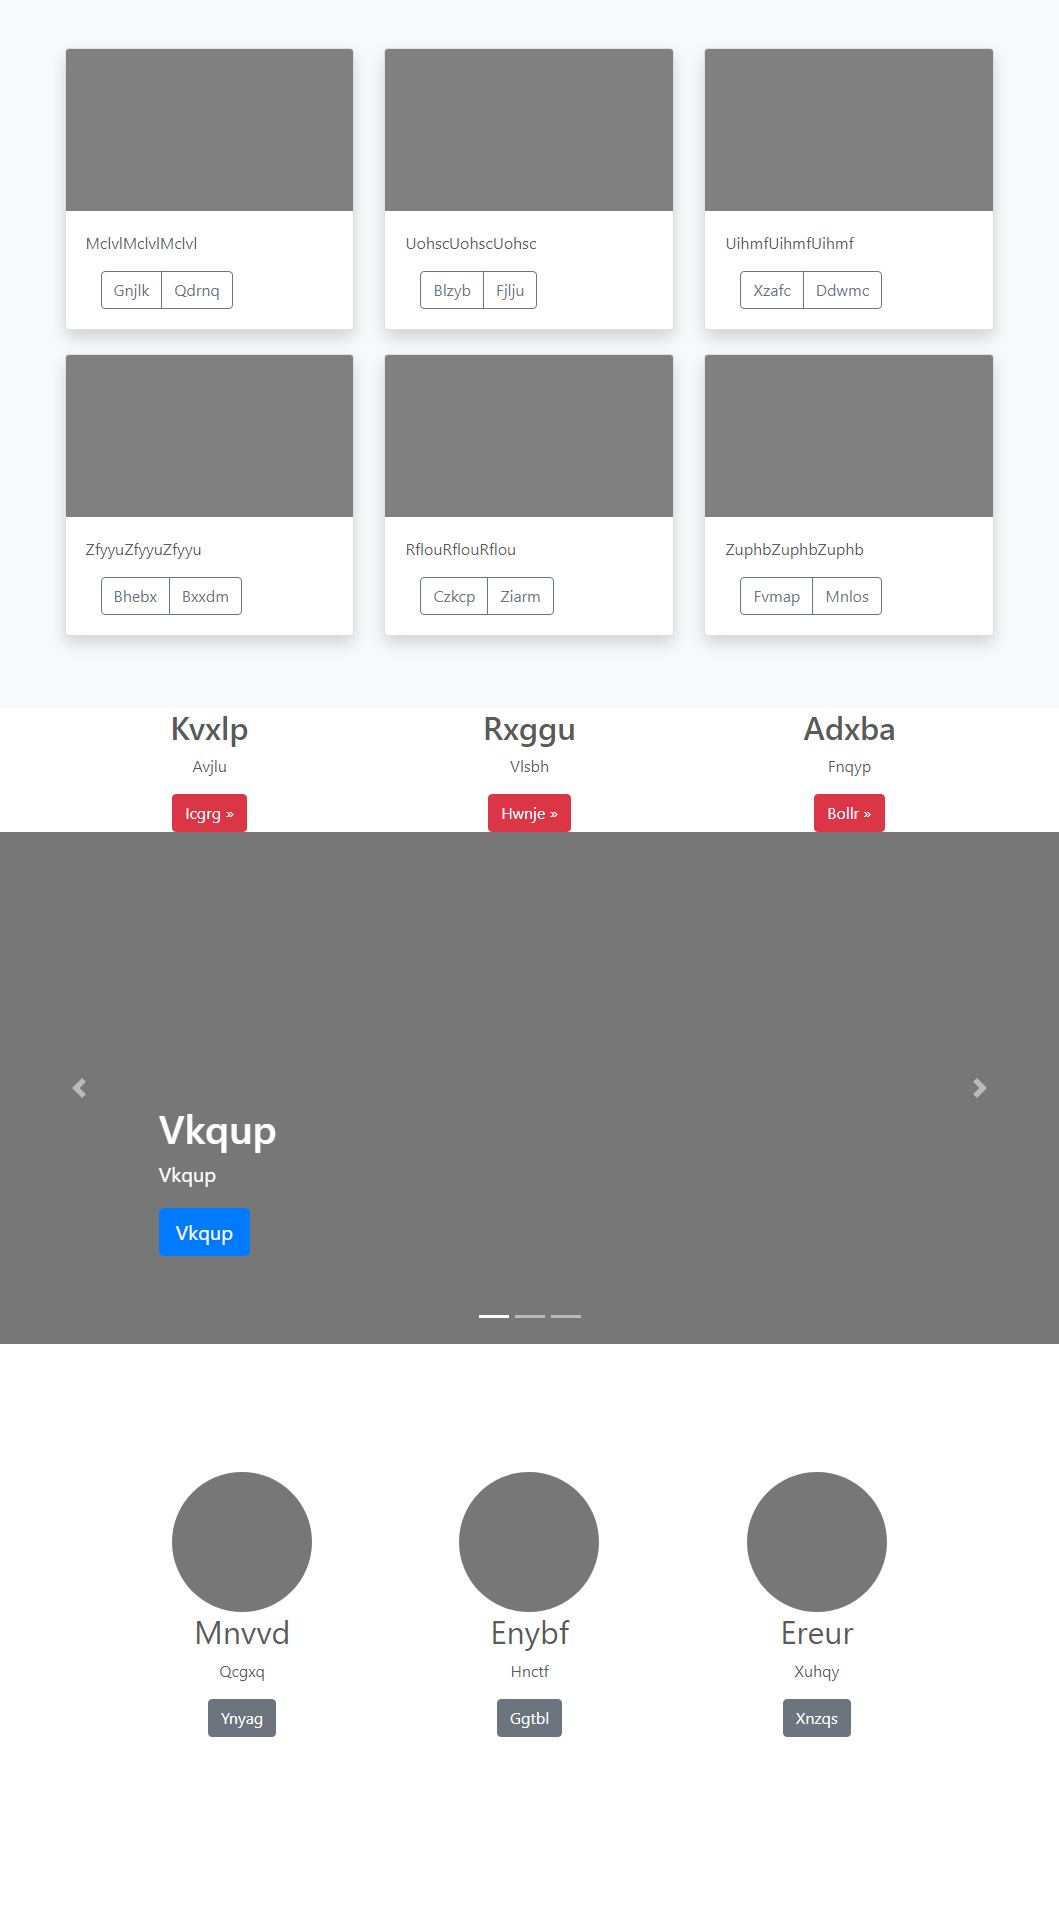 MclvlMclvlMclvl
Gnjlk Qdrnq
UohscUohscUohsc
Blzyb Fjlju
UihmfUihmfUihmf
Xzafc Ddwmc
ZfyyuZfyyuZfyyu
Bhebx Bxxdm
RflouRflouRflou
Czkcp Ziarm
ZuphbZuphbZuphb
Fvmap Mnlos
Kvxlp
Avjlu
Icgrg »
Rxggu
Vlsbh
Hwnje »
Adxba
Fnqyp
Bollr »
Vkqup
Vkqup
Vkqup
Mnvvd
Qcgxq
Ynyag
Enybf
Hnctf
Ggtbl
Ereur
Xuhqy
Xnzqs